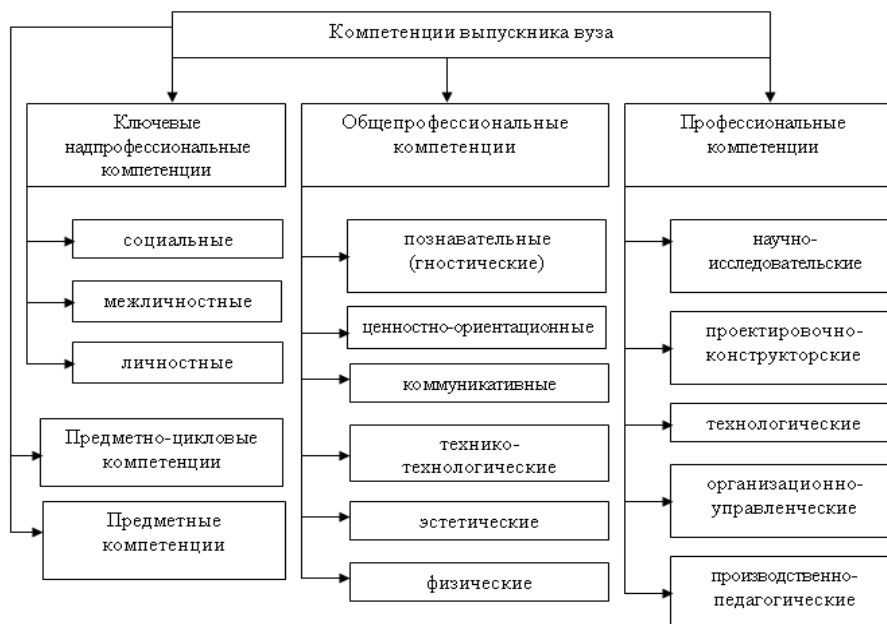 Компетенции выпускника вуза
Ключевые
надпрофессиональные
компетенции
социальные
межличностные
личностные
Предметно-цикловые
компетенции
Предметные
компетенции
Общепрофессиональные
компетенции
познавательные
(гностические)
ценностно-ориентационные
коммуникативные
технико-
технологические
эстетические
физические
Профессиональные
компетенции
научно-
исследовательские
проектировочно-
конструкторские
технологические
организационно-
управленческие
производственно-
педагогические